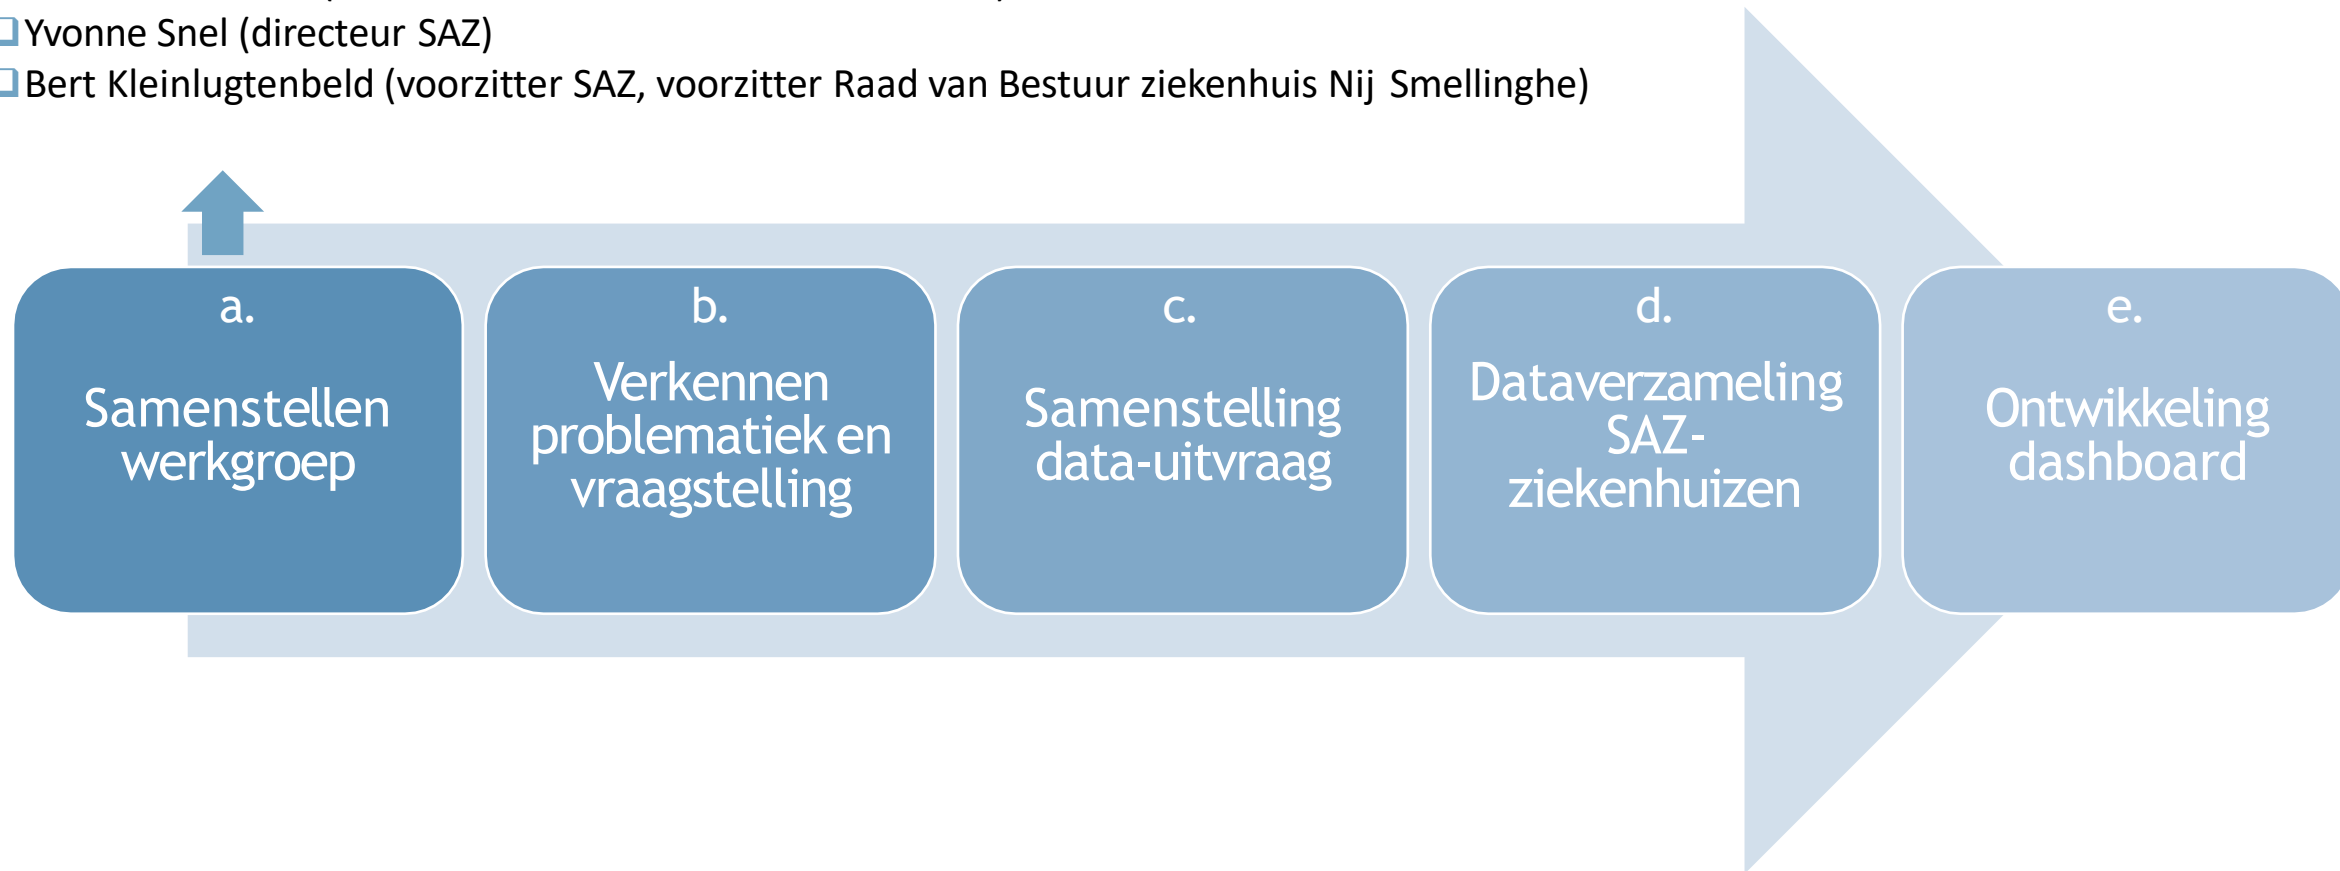 Yvonne Snel (directeur SAZ)
Bert Kleinlugtenbeld (voorzitter SAZ, voorzitter Raad van Bestuur ziekenhuis Nij Smellinghe)
a.
Samenstellen
werkgroep
b.
Verkennen
problematiek en
vraagstelling
c.
Samenstelling
data-uitvraag
d.
Dataverzameling
SAZ-
ziekenhuizen
e.
Ontwikkeling
dashboard